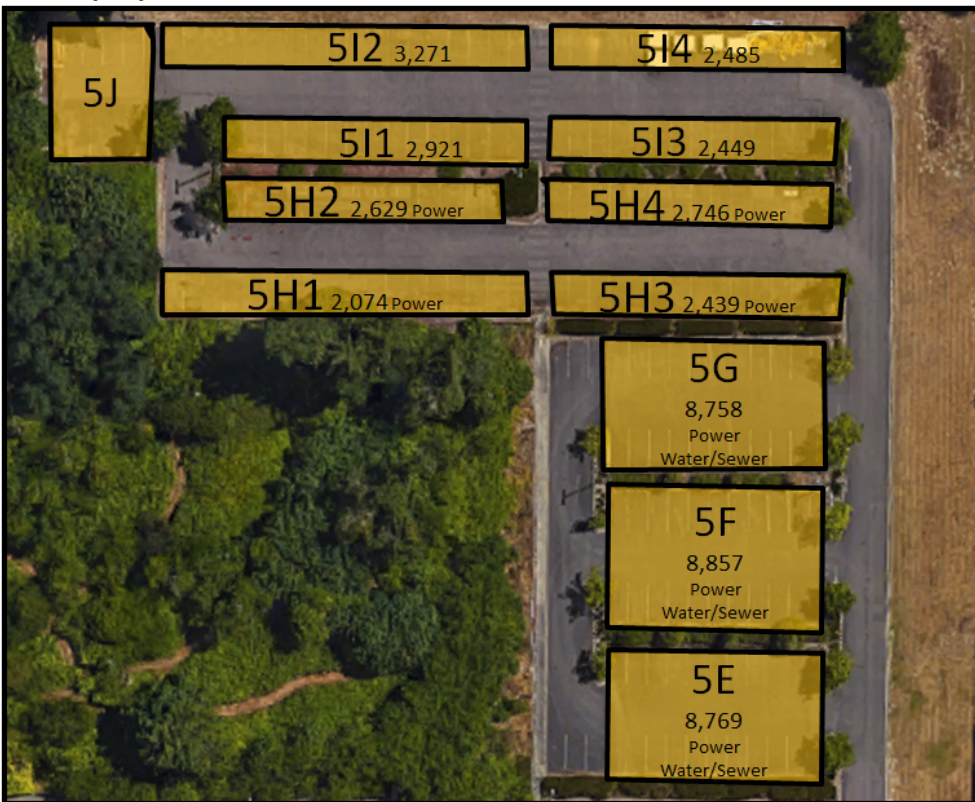 5I2 3,271
5I4 2,485
5J
5I1 2,921
5I3 2,449
5H2 2,629 Power
5H4 2,746 Power
5H1 2,074 Power
5H3 2,439 Power
5G
8,758
Power
Water/Sewer
5F
8,857
Power
Water/Sewer
5E
8,769
Power
Water/Sewer